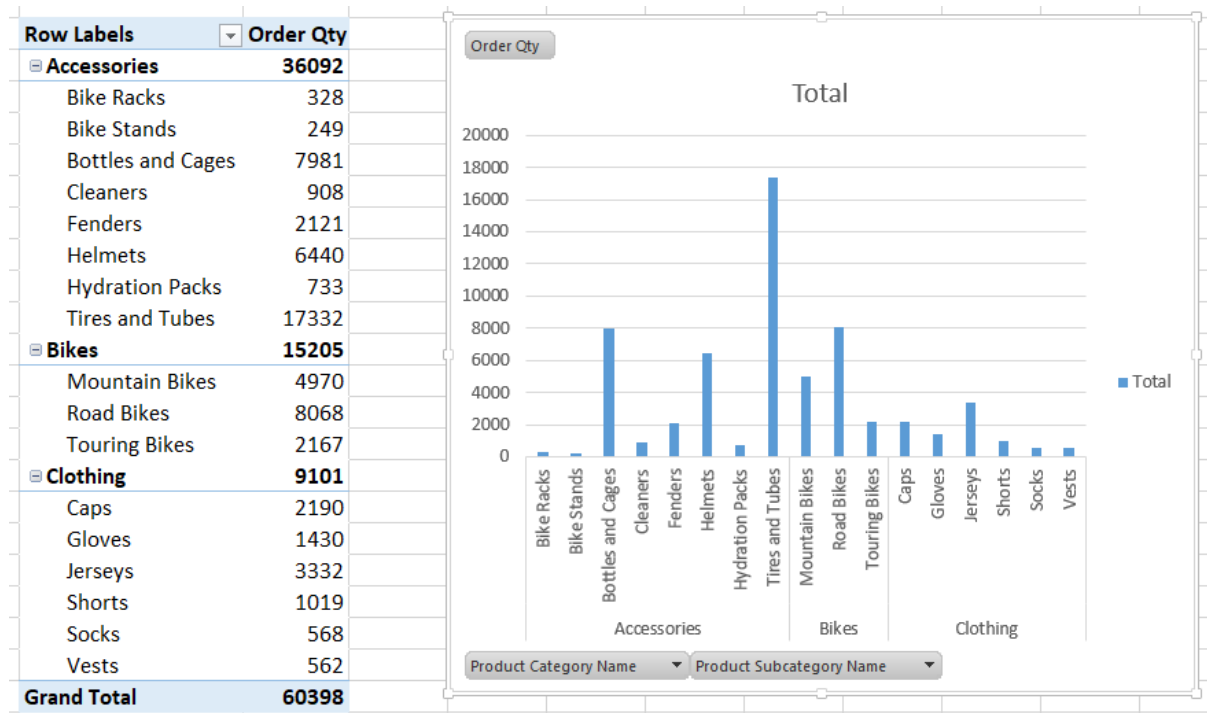 Row Labels Order Qty
Accessories 36092
Bike Racks 328
Bike Stands 249
Bottles and Cages 7981
Cleaners 908
Fenders 2121
Helmets 6440
Hydration Packs 733
Tires and Tubes 17332
Bikes 15205
Mountain Bikes 4970
Road Bikes 8068
Touring Bikes 2167
Clothing 9101
Caps 2190
Gloves 1430
Jerseys 3332
Shorts 1019
Socks 568
Vests 562
Grand Total 60398
Order Qty
Total
20000
18000
16000
14000
12000
10000
8000
6000
4000
2000
0
Bike Racks
Bike Stands
Bottles and Cages
Cleaners
Fenders
Helmets
Hydration Packs
Tires and Tubes
Mountain Bikes
Road Bikes
Touring Bikes
Caps
Gloves
Jerseys
Shorts
Socks
Vests
Accessories Bikes Clothing
Total
Product Category Name Product Subcategory Name